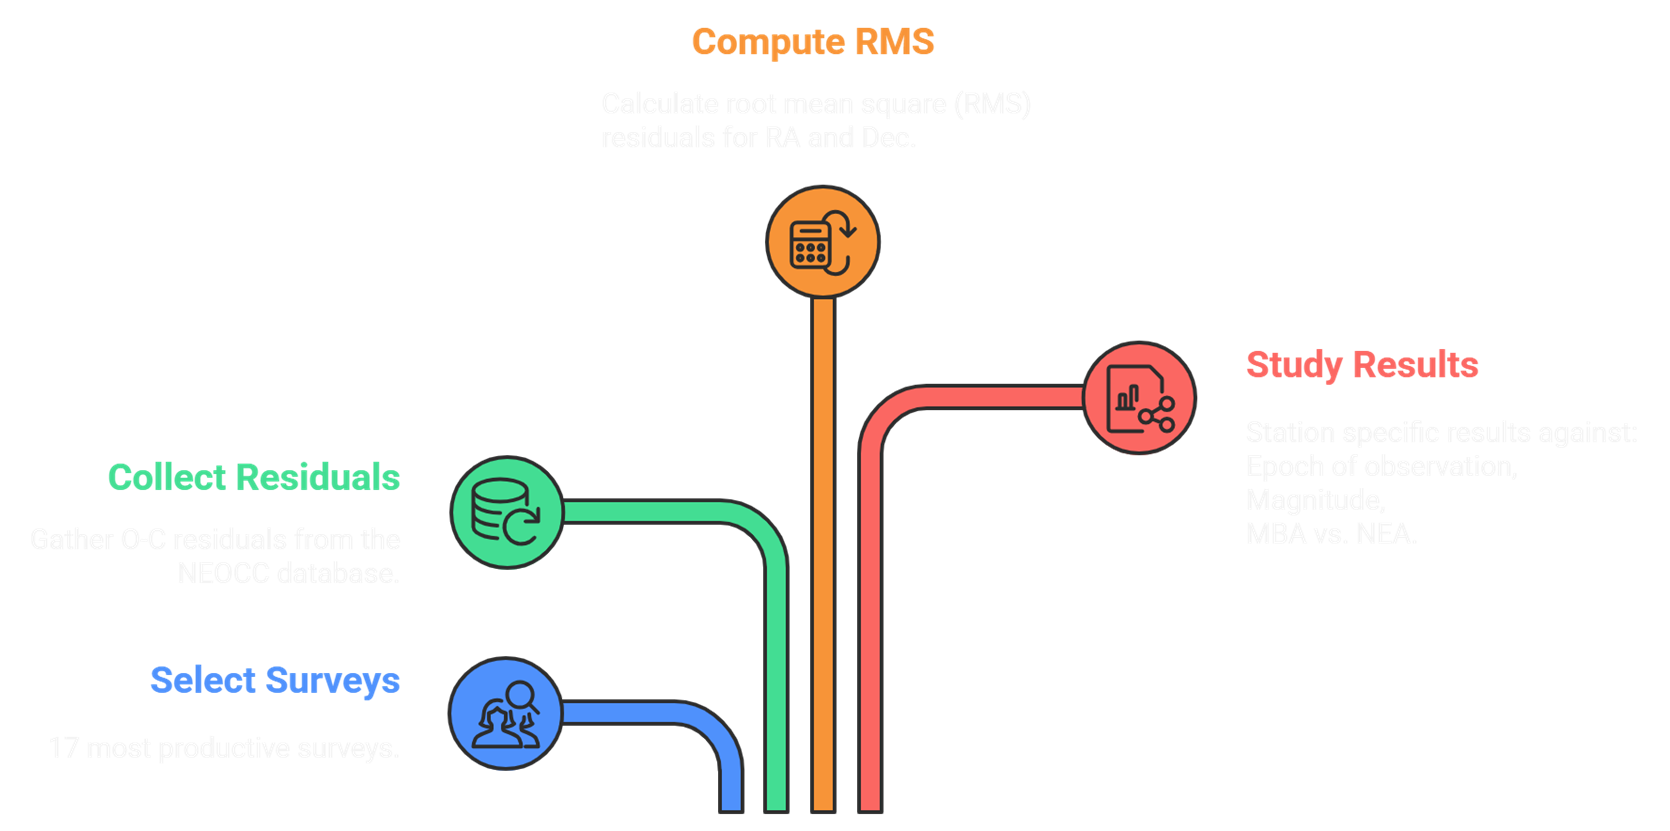 Compute RMS
Calculate root mean square (RMS)
residuals for RA and Dec.
Study Results
Station specific results against:
Epoch of observation,
Magnitude,
MBA vs. NEA.
Collect Residuals
Gather O-C residuals from the
NEOCC database.
Select Surveys
17 most productive surveys.